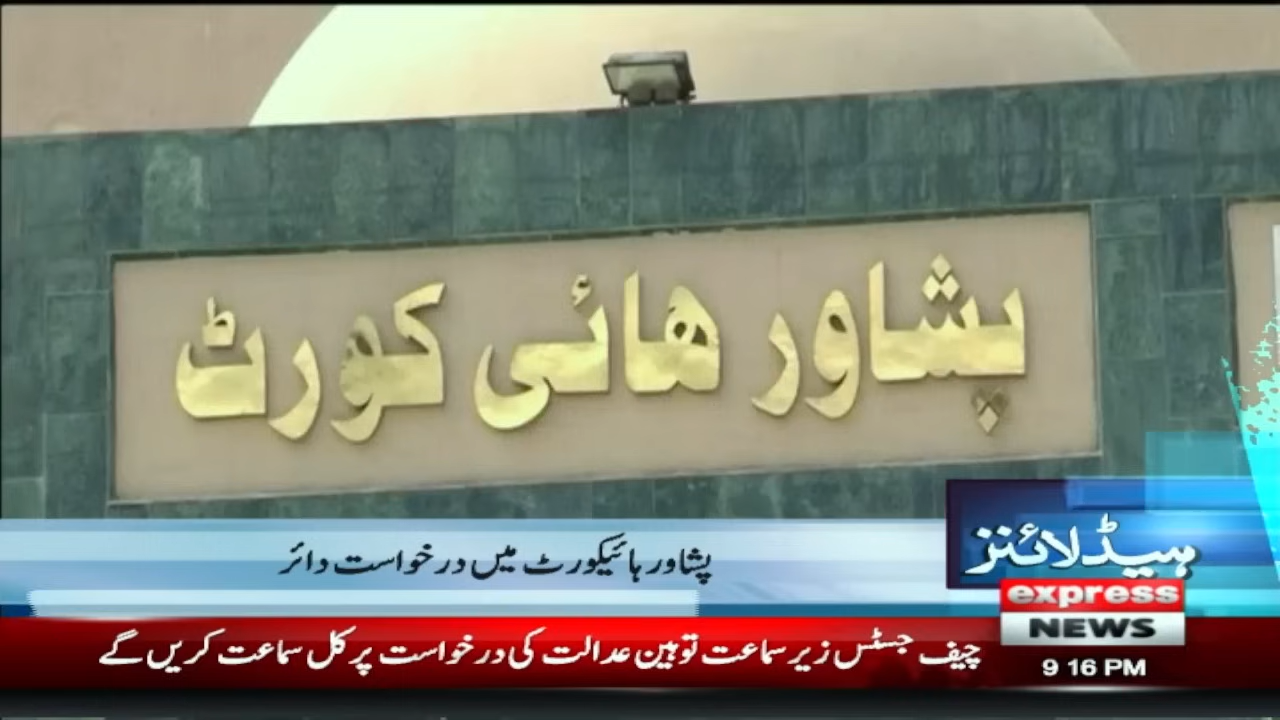 پشاور ھائی کورٹ
ہیڈلائنز
پشاور ہائیکورٹ میں درخواست دائر
express
NEWS
چیف جسٹس زیر سماعت توہین عدالت کی درخواست پر کل سماعت کریں گے
9 16 PM